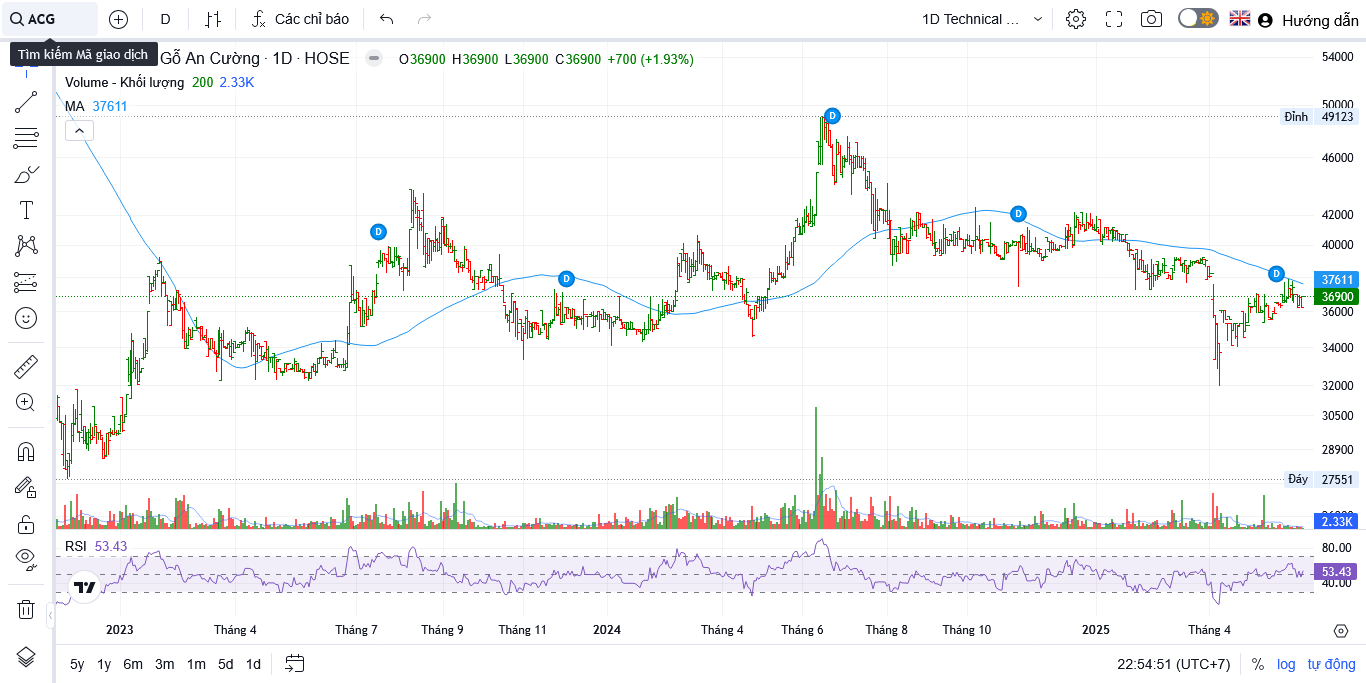 ACG
D
Các chỉ báo
1D Technical ...
Hướng dẫn
Tìm kiếm Mã giao dịch
Gỗ An Cường · 1D · HOSE
O36900 H36900 L36900 C36900 +700 (+1.93%)
Volume - Khối lượng 200 2.33K
MA 37611
54000
50000
Đỉnh 49123
46000
42000
40000
37611
36900
36000
34000
32000
30500
28900
Đáy 27551
2.33K
D
D
D
D
D
RSI 53.43
80.00
53.43
40.00
2023 Tháng 4 Tháng 7 Tháng 9 Tháng 11 2024 Tháng 4 Tháng 6 Tháng 8 Tháng 10 2025 Tháng 4
5y 1y 6m 3m 1m 5d 1d
22:54:51 (UTC+7) % log tự động